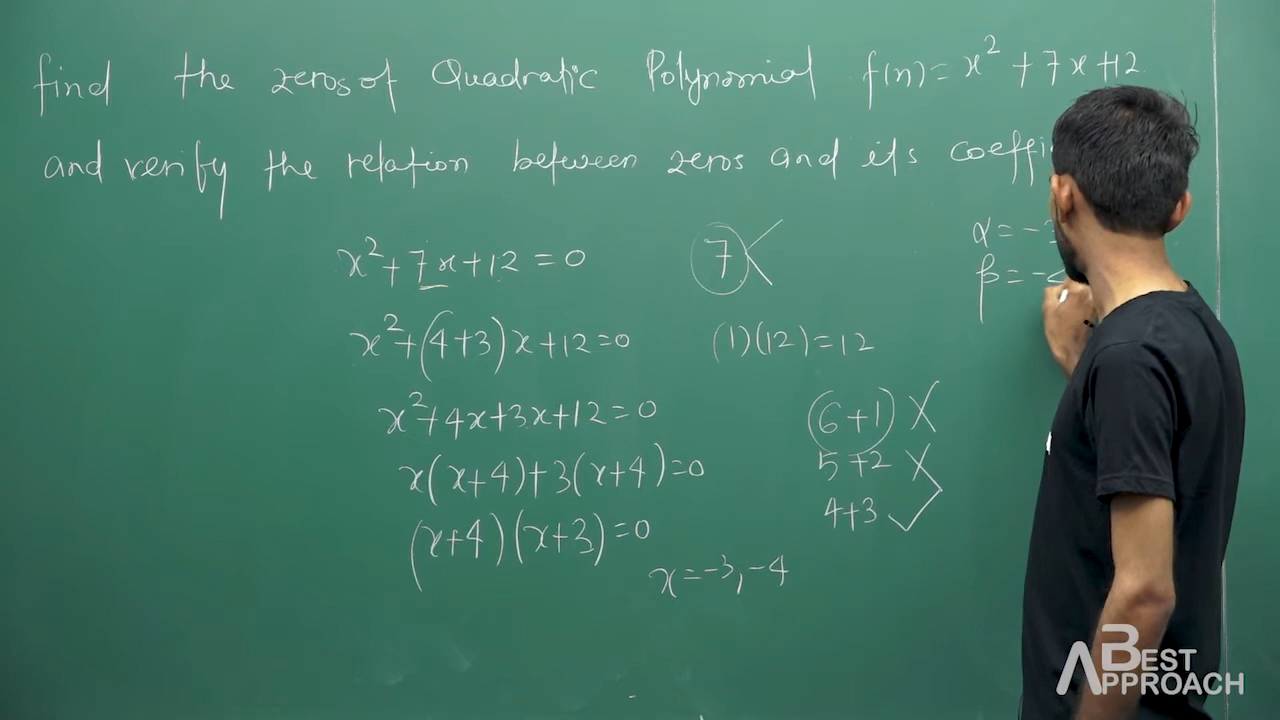 find the zeros of Quadratic Polynomial f(n) = x² + 7x + 12
and verify the relation between zeros and its coeffi
x² + 7x + 12 = 0
7
α = -
β = -
x² + (4+3)x + 12 = 0
(1)(12) = 12
x² + 4x + 3x + 12 = 0
(6+1) X
x(x+4) + 3(x+4) = 0
5+2 X
4+3 ✓
(x+4)(x+3) = 0
x = -3, -4
BEST APPROACH